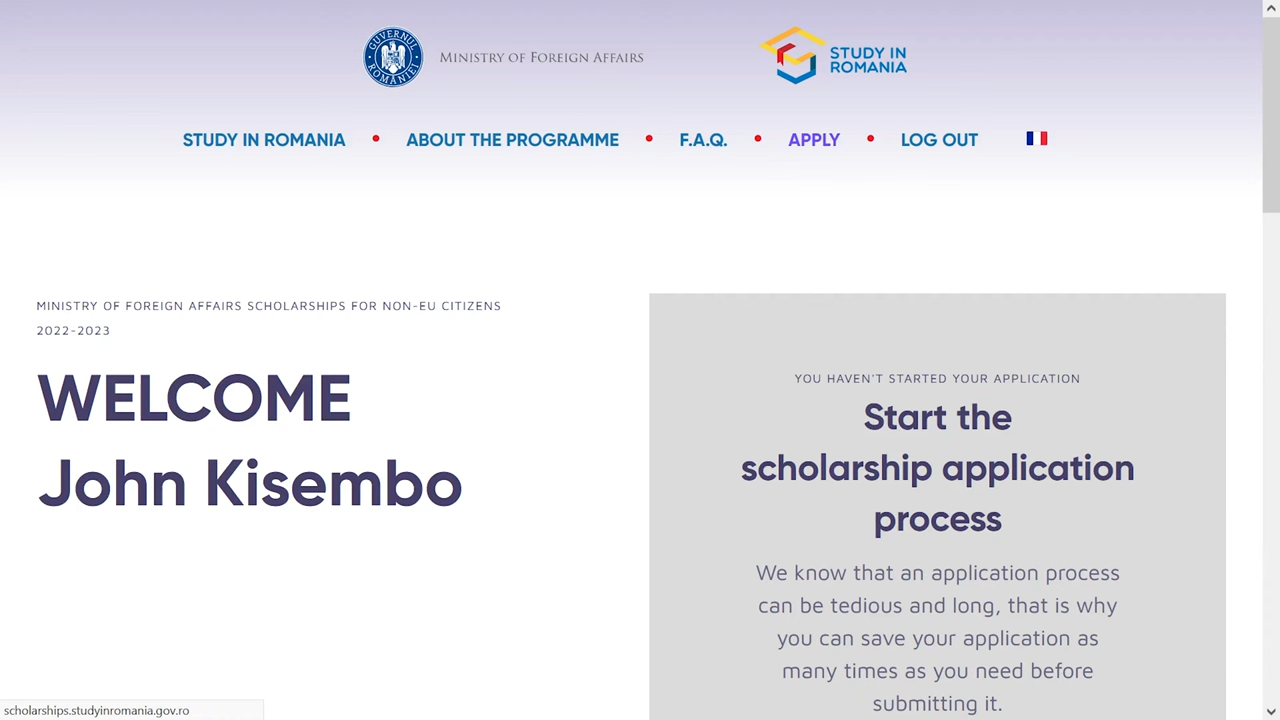 GUVERNUL ROMÂNIEI
MINISTRY OF FOREIGN AFFAIRS
STUDY IN
ROMANIA
STUDY IN ROMANIA • ABOUT THE PROGRAMME • F.A.Q. • APPLY • LOG OUT
MINISTRY OF FOREIGN AFFAIRS SCHOLARSHIPS FOR NON-EU CITIZENS
2022-2023
WELCOME
John Kisembo
YOU HAVEN'T STARTED YOUR APPLICATION
Start the
scholarship application
process
We know that an application process
can be tedious and long, that is why
you can save your application as
many times as you need before
submitting it.
scholarships.studyinromania.gov.ro